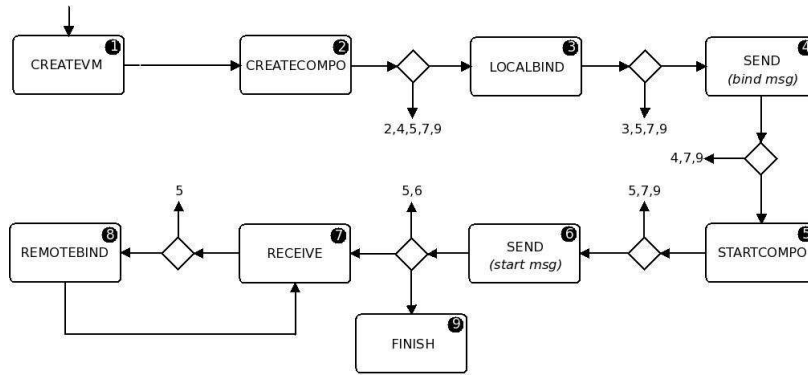 1
CREATEVM
2
CREATECOMPO
2,4,5,7,9
3
LOCALBIND
3,5,7,9
4
SEND
(bind msg)
4,7,9
5
STARTCOMPO
5,7,9
6
SEND
(start msg)
5,6
7
RECEIVE
5
8
REMOTEBIND
9
FINISH